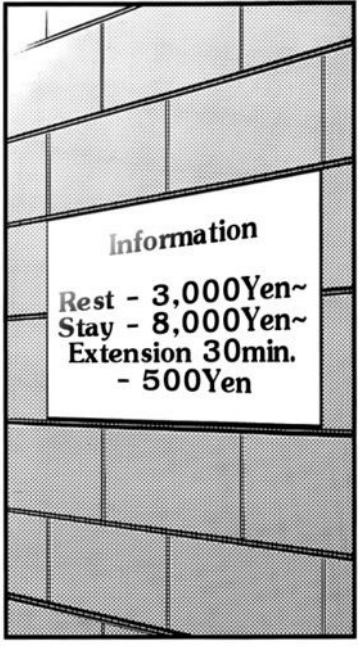 Information
Rest - 3,000Yen~
Stay - 8,000Yen~
Extension 30min.
- 500Yen